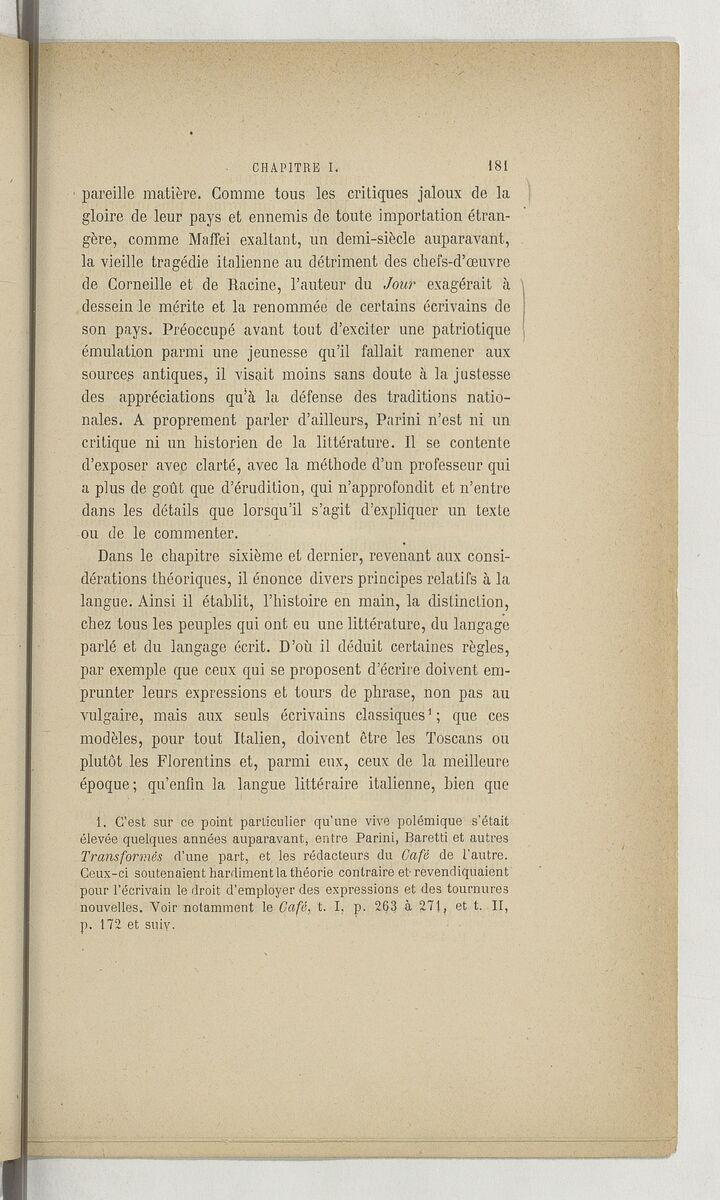 CHAPITRE I. 181
pareille matière. Comme tous les critiques jaloux de la
gloire de leur pays et ennemis de toute importation étran-
gère, comme Maffei exaltant, un demi-siècle auparavant,
la vieille tragédie italienne au détriment des chefs-d'œuvre
de Corneille et de Racine, l'auteur du Jour exagérait à
dessein le mérite et la renommée de certains écrivains de
son pays. Préoccupé avant tout d'exciter une patriotique
émulation parmi une jeunesse qu'il fallait ramener aux
sources antiques, il visait moins sans doute à la justesse
des appréciations qu'à la défense des traditions natio-
nales. A proprement parler d'ailleurs, Parini n'est ni un
critique ni un historien de la littérature. Il se contente
d'exposer avec clarté, avec la méthode d'un professeur qui
a plus de goût que d'érudition, qui n'approfondit et n'entre
dans les détails que lorsqu'il s'agit d'expliquer un texte
ou de le commenter.
Dans le chapitre sixième et dernier, revenant aux consi-
dérations théoriques, il énonce divers principes relatifs à la
langue. Ainsi il établit, l'histoire en main, la distinction,
chez tous les peuples qui ont eu une littérature, du langage
parlé et du langage écrit. D'où il déduit certaines règles,
par exemple que ceux qui se proposent d'écrire doivent em-
prunter leurs expressions et tours de phrase, non pas au
vulgaire, mais aux seuls écrivains classiques¹; que ces
modèles, pour tout Italien, doivent être les Toscans ou
plutôt les Florentins et, parmi eux, ceux de la meilleure
époque; qu'enfin la langue littéraire italienne, bien que
1. C'est sur ce point particulier qu'une vive polémique s'était
élevée quelques années auparavant, entre Parini, Baretti et autres
Transformés d'une part, et les rédacteurs du Café de l'autre.
Ceux-ci soutenaient hardiment la théorie contraire et revendiquaient
pour l'écrivain le droit d'employer des expressions et des tournures
nouvelles. Voir notamment le Café, t. I, p. 263 à 271, et t. II,
p. 172 et suiv.